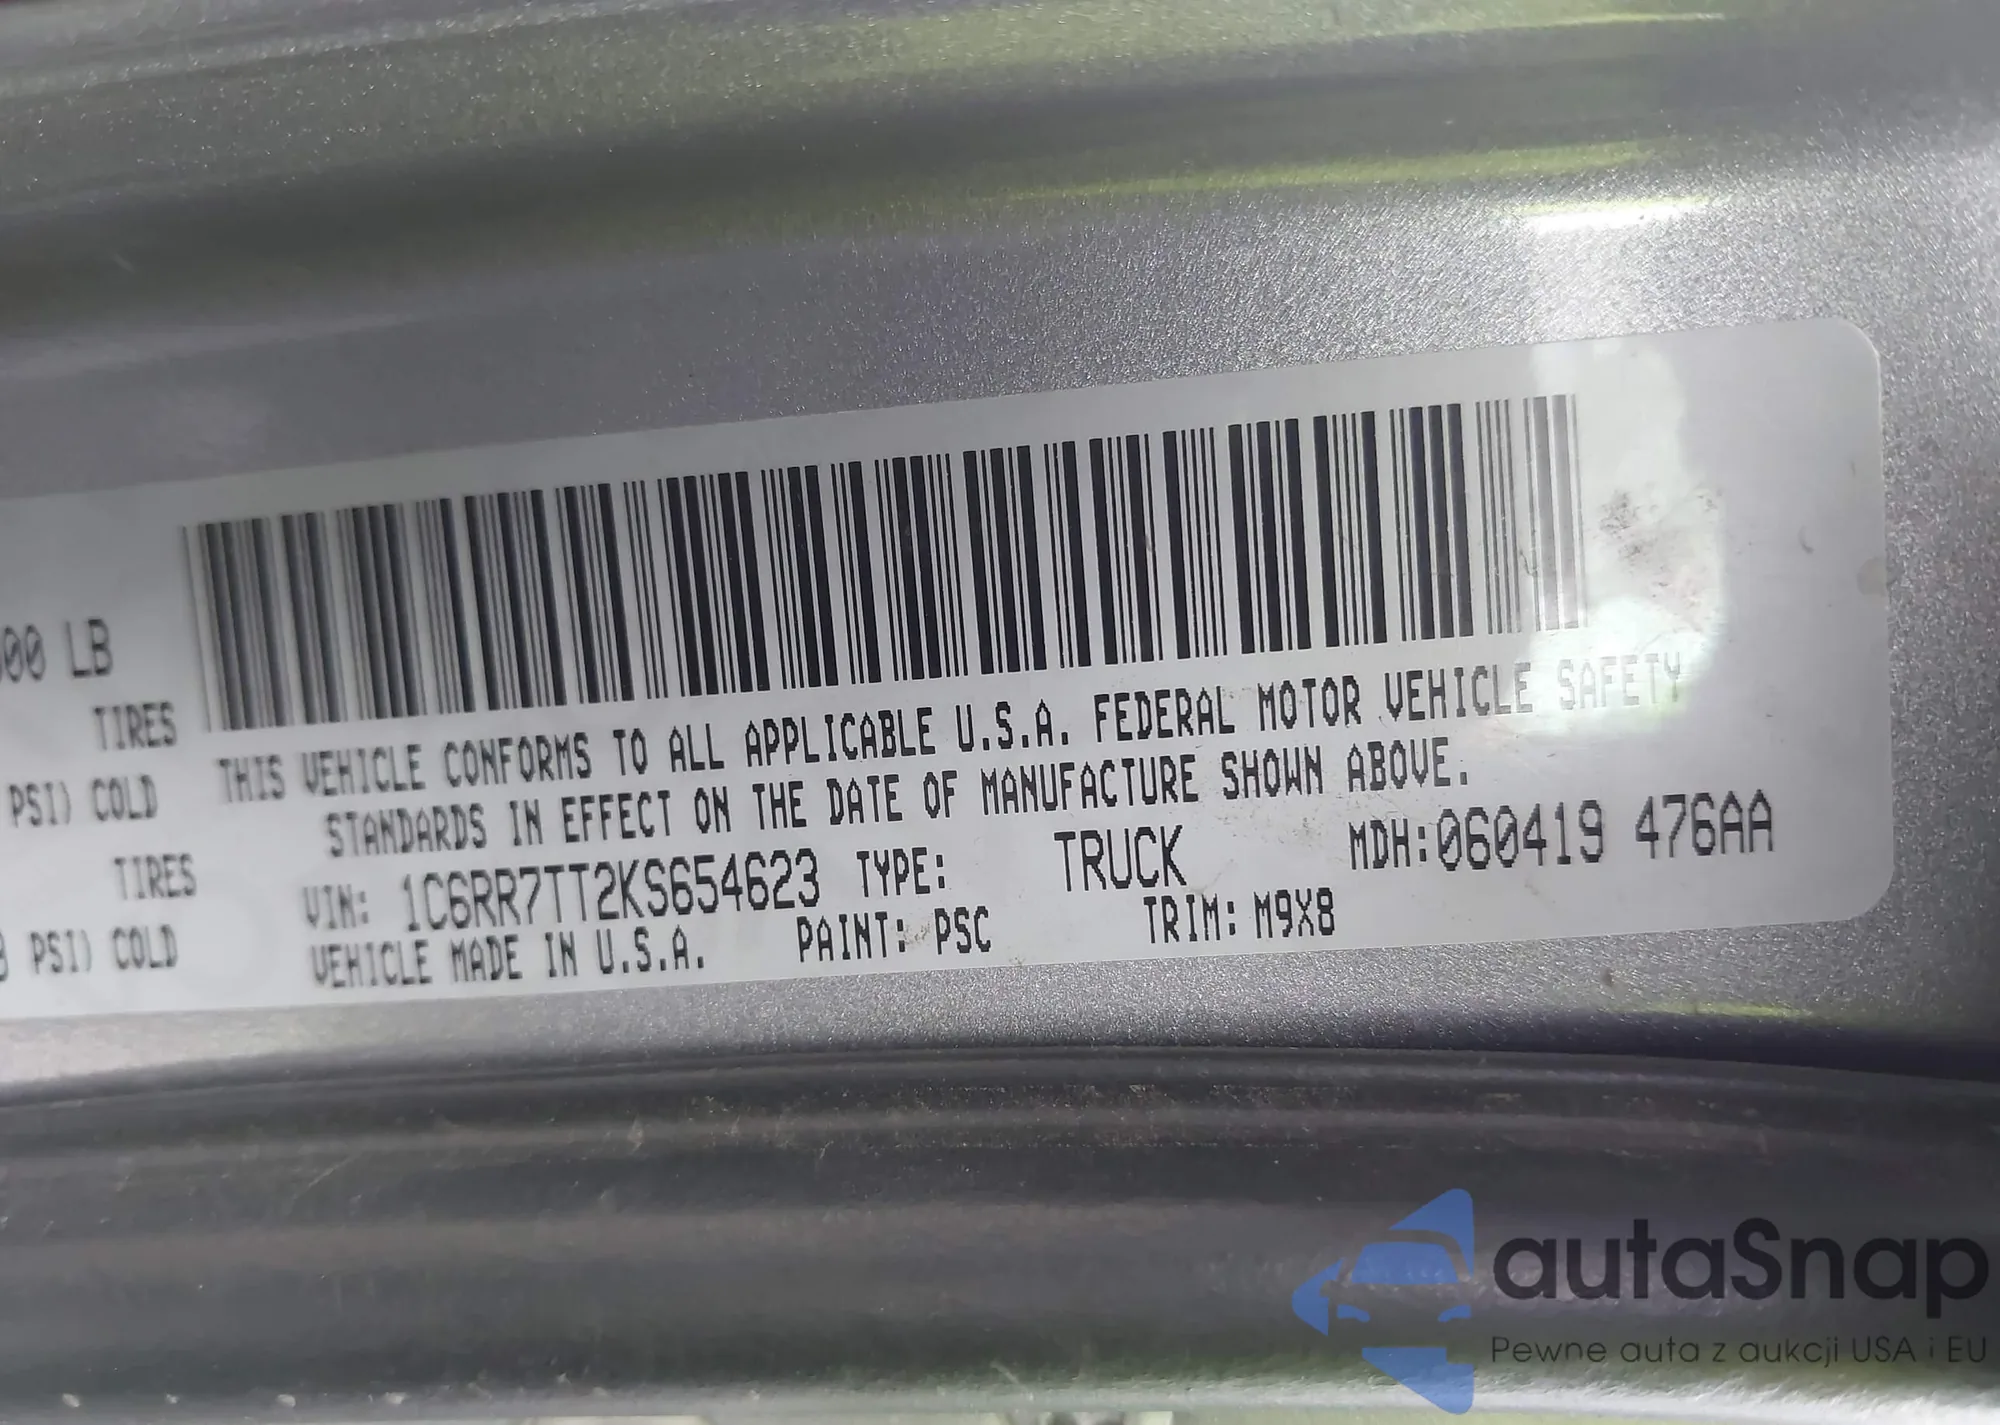 00 LB
TIRES
PSI) COLD
TIRES
PSI) COLD
THIS VEHICLE CONFORMS TO ALL APPLICABLE U.S.A. FEDERAL MOTOR VEHICLE SAFETY
STANDARDS IN EFFECT ON THE DATE OF MANUFACTURE SHOWN ABOVE.
VIN: 1C6RR7TT2KS654623 TYPE: TRUCK MDH:060419 476AA
VEHICLE MADE IN U.S.A. PAINT: PSC TRIM: M9X8
autaSnap
Pewne auta z aukcji USA i EU